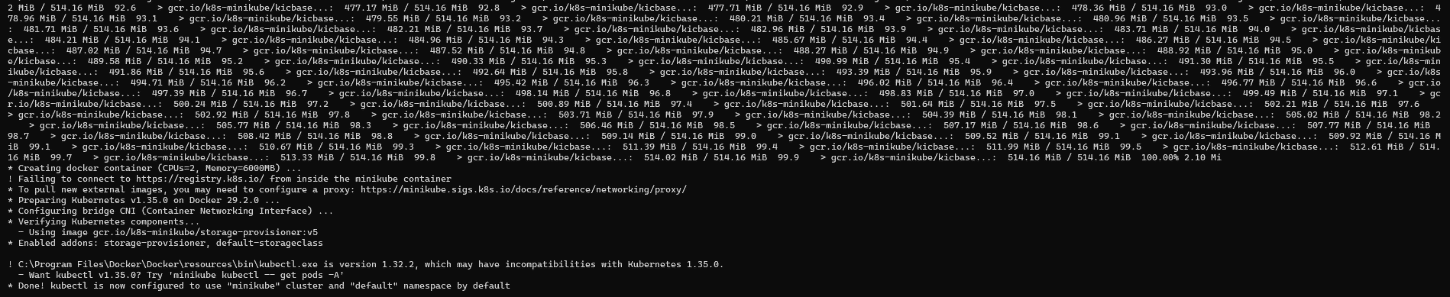 2 MiB / 514.16 MiB  92.6    > gcr.io/k8s-minikube/kicbase...:  477.17 MiB / 514.16 MiB  92.8    > gcr.io/k8s-minikube/kicbase...:  477.71 MiB / 514.16 MiB  92.9    > gcr.io/k8s-minikube/kicbase...:  478.36 MiB / 514.16 MiB  93.0    > gcr.io/k8s-minikube/kicbase...:  4
78.96 MiB / 514.16 MiB  93.1    > gcr.io/k8s-minikube/kicbase...:  479.55 MiB / 514.16 MiB  93.2    > gcr.io/k8s-minikube/kicbase...:  480.21 MiB / 514.16 MiB  93.4    > gcr.io/k8s-minikube/kicbase...:  480.96 MiB / 514.16 MiB  93.5    > gcr.io/k8s-minikube/kicbase...:
481.71 MiB / 514.16 MiB  93.6    > gcr.io/k8s-minikube/kicbase...:  482.21 MiB / 514.16 MiB  93.7    > gcr.io/k8s-minikube/kicbase...:  482.96 MiB / 514.16 MiB  93.9    > gcr.io/k8s-minikube/kicbase...:  483.71 MiB / 514.16 MiB  94.0    > gcr.io/k8s-minikube/kicbas
e...:  484.21 MiB / 514.16 MiB  94.1    > gcr.io/k8s-minikube/kicbase...:  484.96 MiB / 514.16 MiB  94.3    > gcr.io/k8s-minikube/kicbase...:  485.67 MiB / 514.16 MiB  94.4    > gcr.io/k8s-minikube/kicbase...:  486.27 MiB / 514.16 MiB  94.5    > gcr.io/k8s-minikube/ki
cbase...:  487.02 MiB / 514.16 MiB  94.7    > gcr.io/k8s-minikube/kicbase...:  487.52 MiB / 514.16 MiB  94.8    > gcr.io/k8s-minikube/kicbase...:  488.27 MiB / 514.16 MiB  94.9    > gcr.io/k8s-minikube/kicbase...:  488.92 MiB / 514.16 MiB  95.0    > gcr.io/k8s-minikub
e/kicbase...:  489.58 MiB / 514.16 MiB  95.2    > gcr.io/k8s-minikube/kicbase...:  490.33 MiB / 514.16 MiB  95.3    > gcr.io/k8s-minikube/kicbase...:  490.99 MiB / 514.16 MiB  95.4    > gcr.io/k8s-minikube/kicbase...:  491.30 MiB / 514.16 MiB  95.5    > gcr.io/k8s-min
ikube/kicbase...:  491.86 MiB / 514.16 MiB  95.6    > gcr.io/k8s-minikube/kicbase...:  492.64 MiB / 514.16 MiB  95.8    > gcr.io/k8s-minikube/kicbase...:  493.39 MiB / 514.16 MiB  95.9    > gcr.io/k8s-minikube/kicbase...:  493.96 MiB / 514.16 MiB  96.0    > gcr.io/k8s
-minikube/kicbase...:  494.71 MiB / 514.16 MiB  96.2    > gcr.io/k8s-minikube/kicbase...:  495.42 MiB / 514.16 MiB  96.3    > gcr.io/k8s-minikube/kicbase...:  496.02 MiB / 514.16 MiB  96.4    > gcr.io/k8s-minikube/kicbase...:  496.77 MiB / 514.16 MiB  96.6    > gcr.io
/k8s-minikube/kicbase...:  497.39 MiB / 514.16 MiB  96.7    > gcr.io/k8s-minikube/kicbase...:  498.14 MiB / 514.16 MiB  96.8    > gcr.io/k8s-minikube/kicbase...:  498.83 MiB / 514.16 MiB  97.0    > gcr.io/k8s-minikube/kicbase...:  499.49 MiB / 514.16 MiB  97.1    > gc
r.io/k8s-minikube/kicbase...:  500.24 MiB / 514.16 MiB  97.2    > gcr.io/k8s-minikube/kicbase...:  500.89 MiB / 514.16 MiB  97.4    > gcr.io/k8s-minikube/kicbase...:  501.64 MiB / 514.16 MiB  97.5    > gcr.io/k8s-minikube/kicbase...:  502.21 MiB / 514.16 MiB  97.6
> gcr.io/k8s-minikube/kicbase...:  502.92 MiB / 514.16 MiB  97.8    > gcr.io/k8s-minikube/kicbase...:  503.71 MiB / 514.16 MiB  97.9    > gcr.io/k8s-minikube/kicbase...:  504.39 MiB / 514.16 MiB  98.1    > gcr.io/k8s-minikube/kicbase...:  505.02 MiB / 514.16 MiB  98.2
> gcr.io/k8s-minikube/kicbase...:  505.77 MiB / 514.16 MiB  98.3    > gcr.io/k8s-minikube/kicbase...:  506.46 MiB / 514.16 MiB  98.5    > gcr.io/k8s-minikube/kicbase...:  507.17 MiB / 514.16 MiB  98.6    > gcr.io/k8s-minikube/kicbase...:  507.77 MiB / 514.16 MiB
98.7    > gcr.io/k8s-minikube/kicbase...:  508.42 MiB / 514.16 MiB  98.8    > gcr.io/k8s-minikube/kicbase...:  509.14 MiB / 514.16 MiB  99.0    > gcr.io/k8s-minikube/kicbase...:  509.52 MiB / 514.16 MiB  99.1    > gcr.io/k8s-minikube/kicbase...:  509.92 MiB / 514.16 M
iB  99.1    > gcr.io/k8s-minikube/kicbase...:  510.67 MiB / 514.16 MiB  99.3    > gcr.io/k8s-minikube/kicbase...:  511.39 MiB / 514.16 MiB  99.4    > gcr.io/k8s-minikube/kicbase...:  511.99 MiB / 514.16 MiB  99.5    > gcr.io/k8s-minikube/kicbase...:  512.61 MiB / 514.
16 MiB  99.7    > gcr.io/k8s-minikube/kicbase...:  513.33 MiB / 514.16 MiB  99.8    > gcr.io/k8s-minikube/kicbase...:  514.02 MiB / 514.16 MiB  99.9    > gcr.io/k8s-minikube/kicbase...:  514.16 MiB / 514.16 MiB  100.00% 2.10 Mi
* Creating docker container (CPUs=2, Memory=6000MB) ...
! Failing to connect to https://registry.k8s.io/ from inside the minikube container
* To pull new external images, you may need to configure a proxy: https://minikube.sigs.k8s.io/docs/reference/networking/proxy/
* Preparing Kubernetes v1.35.0 on Docker 29.2.0 ...
* Configuring bridge CNI (Container Networking Interface) ...
* Verifying Kubernetes components...
  - Using image gcr.io/k8s-minikube/storage-provisioner:v5
* Enabled addons: storage-provisioner, default-storageclass
! C:\Program Files\Docker\Docker\resources\bin\kubectl.exe is version 1.32.2, which may have incompatibilities with Kubernetes 1.35.0.
  - Want kubectl v1.35.0? Try 'minikube kubectl -- get pods -A'
* Done! kubectl is now configured to use "minikube" cluster and "default" namespace by default